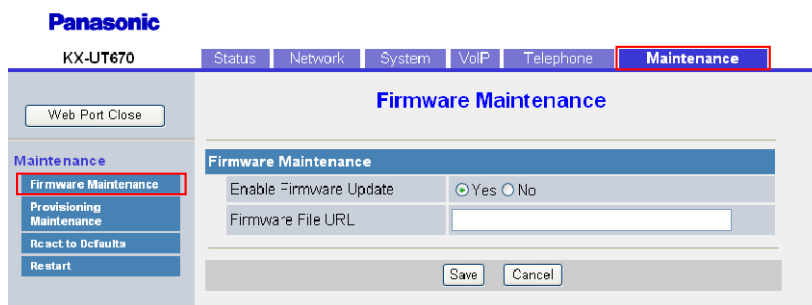 Panasonic
KX-UT670
Status Network System VoIP Telephone Maintenance
Web Port Close
Firmware Maintenance
Maintenance
Firmware Maintenance
Provisioning
Maintenance
Reset to Defaults
Restart
Firmware Maintenance
Enable Firmware Update Yes No
Firmware File URL
Save Cancel